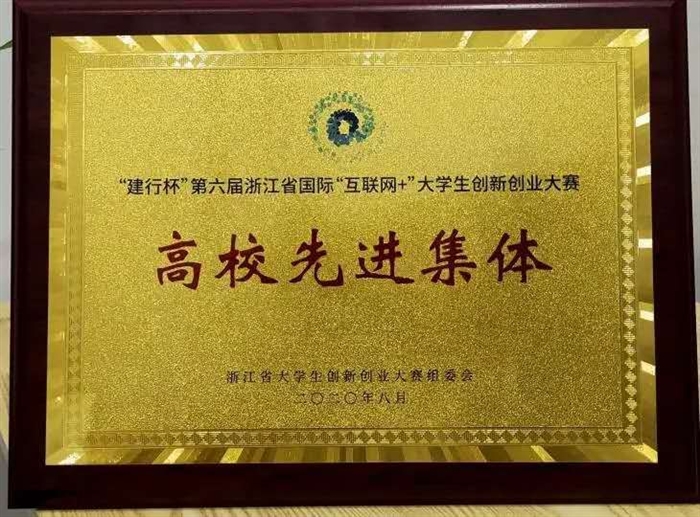 “建行杯”第六届浙江省国际“互联网+”大学生创新创业大赛
高校先进集体
浙江省大学生创新创业大赛组委会
二〇二〇年八月